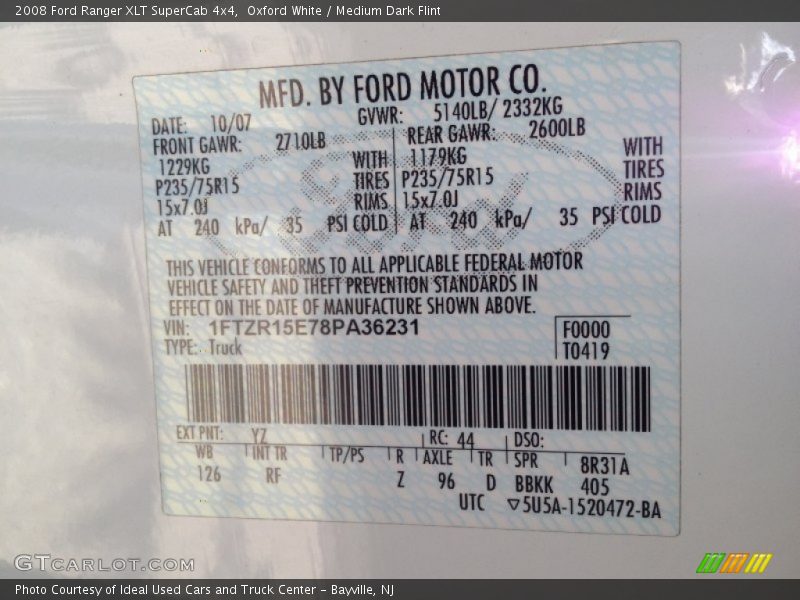 2008 Ford Ranger XLT SuperCab 4x4, Oxford White / Medium Dark Flint
MFD. BY FORD MOTOR CO.
DATE: 10/07 GVWR: 5140LB/ 2332KG
FRONT GAWR: 2710LB REAR GAWR: 2600LB
1229KG WITH 1179KG WITH
P235/75R15 TIRES P235/75R15 TIRES
15x7.0J RIMS 15x7.0J RIMS
AT 240 kPa/ 35 PSI COLD AT 240 kPa/ 35 PSI COLD
THIS VEHICLE CONFORMS TO ALL APPLICABLE FEDERAL MOTOR
VEHICLE SAFETY AND THEFT PREVENTION STANDARDS IN
EFFECT ON THE DATE OF MANUFACTURE SHOWN ABOVE.
VIN: 1FTZR15E78PA36231 F0000
TYPE: Truck T0419
EXT PNT: YZ RC: 44 DSO:
WB INT TR TP/PS R AXLE TR SPR 8R31A
126 RF Z 96 D BBKK 405
UTC ▽5U5A-1520472-BA
GTCARLOT.COM
Photo Courtesy of Ideal Used Cars and Truck Center - Bayville, NJ